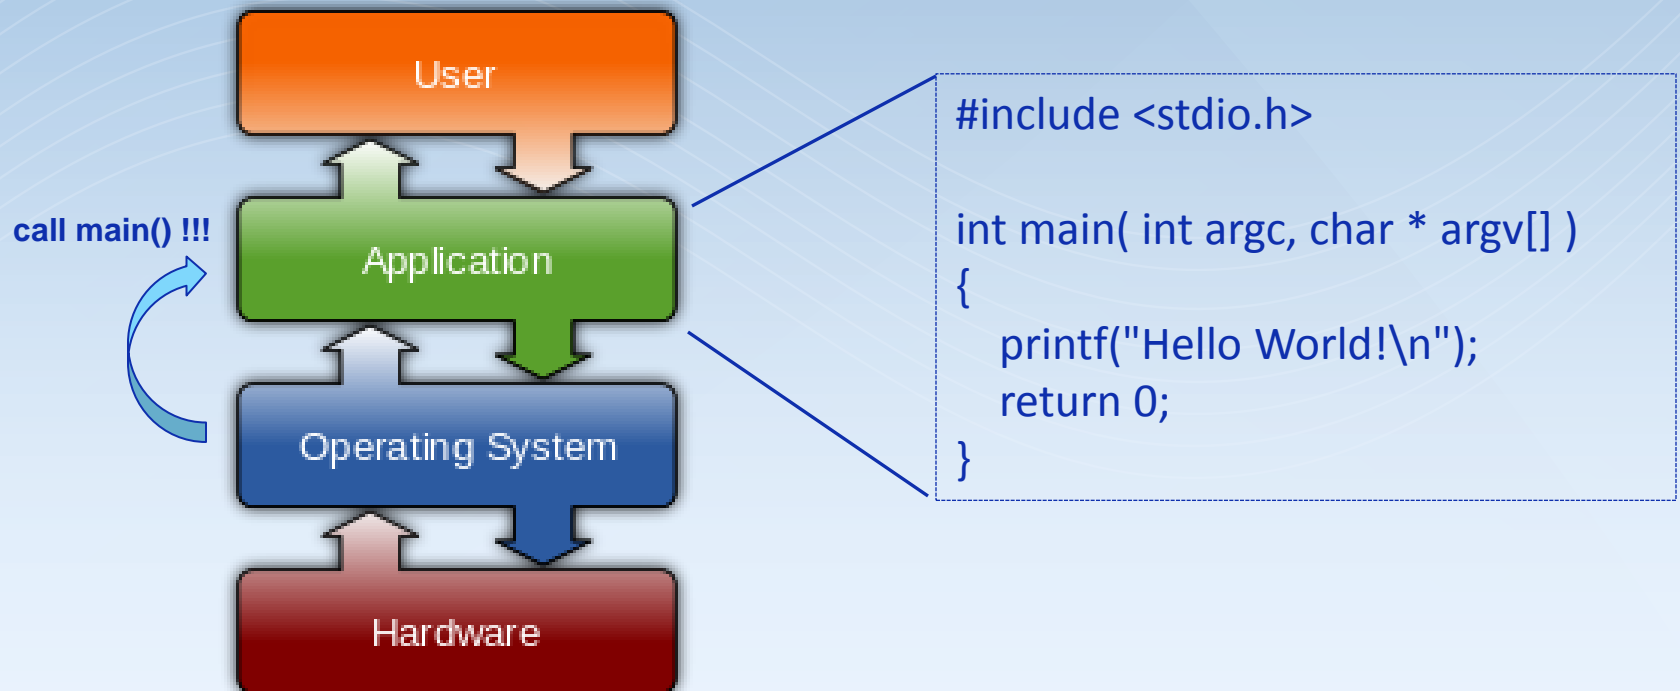 User
call main() !!!
Application
Operating System
Hardware
#include <stdio.h>
int main( int argc, char * argv[] )
{
printf("Hello World!\n");
return 0;
}